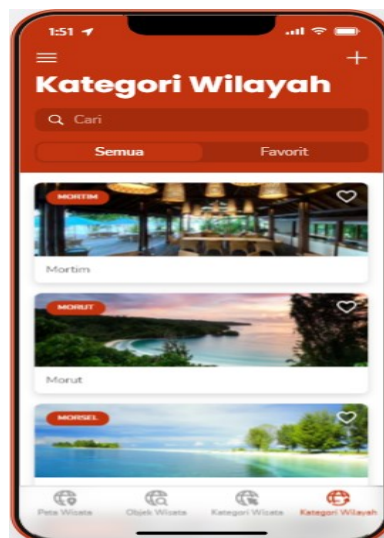 1:51
Kategori Wilayah
Cari
Semua Favorit
MORTIM
Mortim
MORUT
Morut
MORSEL
Peta Wisata Objek Wisata Kategori Wisata Kategori Wilayah